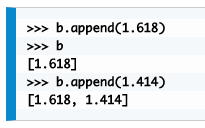 >>> b.append(1.618)
>>> b
[1.618]
>>> b.append(1.414)
[1.618, 1.414]